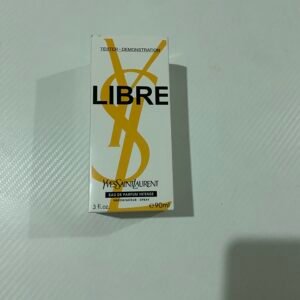 TESTER - DEMONSTRATION
LIBRE
YVESSAINTLAURENT
EAU DE PARFUM INTENSE
VAPORISATEUR SPRAY
3 fl.oz. ℮90ml